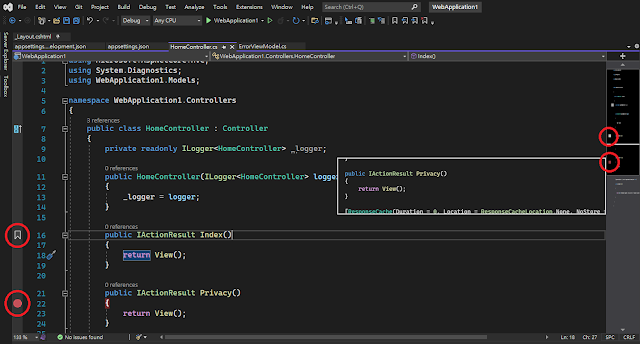 File Edit View Git Project Build Debug Test Analyze Tools Extensions Window Help Search (Ctrl+Q) WebApplication1
Debug Any CPU WebApplication1
Server Explorer
Toolbox
_Layout.cshtml
appsettings....elopment.json appsettings.json HomeController.cs ErrorViewModel.cs
WebApplication1 WebApplication1.Controllers.HomeController Index()
2 using System.Diagnostics;
3 using WebApplication1.Models;
4
5 namespace WebApplication1.Controllers
6 {
3 references
7 public class HomeController : Controller
8 {
9 private readonly ILogger<HomeController> _logger;
10
0 references
11 public HomeController(ILogger<HomeController> logger
12 {
13 _logger = logger;
14 }
15
0 references
16 public IActionResult Index()
17 {
18 return View();
19 }
20
0 references
21 public IActionResult Privacy()
22 {
23 return View();
24 }
}
public IActionResult Privacy()
{
return View();
}
[ResponseCache(Duration = 0, Location = ResponseCacheLocation.None, NoStore
133 % No issues found Ln: 18 Ch: 27 SPC CRLF